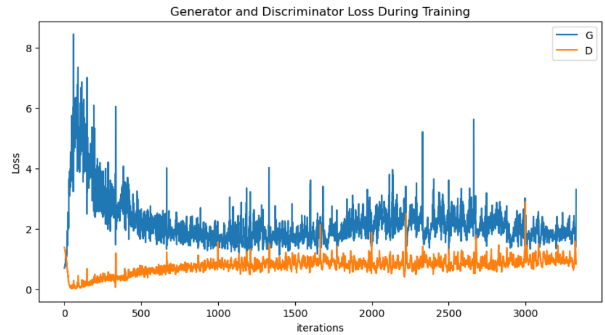 Generator and Discriminator Loss During Training
G
D
8
6
4
2
0
Loss
0 500 1000 1500 2000 2500 3000
iterations